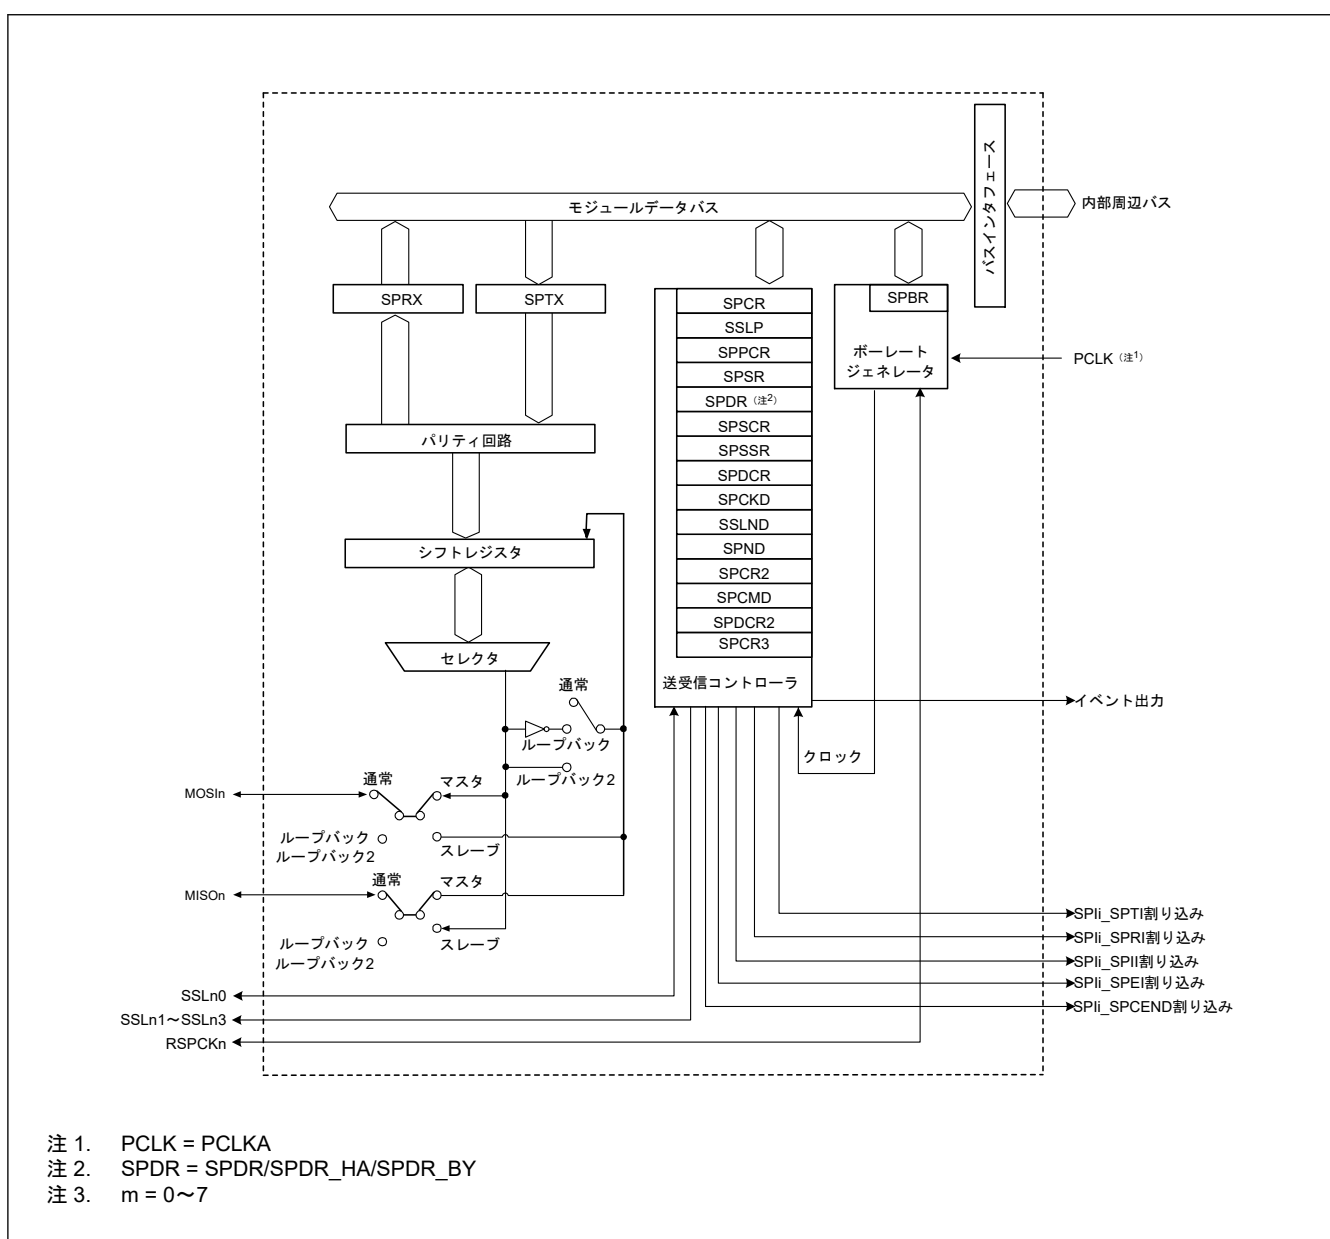 バスインタフェース
モジュールデータバス
内部周辺バス
SPRX
SPTX
SPCR
SSLP
SPPCR
SPSR
SPDR（注2）
SPSCR
SPSSR
SPDCR
SPCKD
SSLND
SPND
SPCR2
SPCMD
SPDCR2
SPCR3
送受信コントローラ
SPBR
ボーレート
ジェネレータ
PCLK（注1）
パリティ回路
シフトレジスタ
セレクタ
通常
ループバック
ループバック2
イベント出力
クロック
MOSIn
通常
マスタ
ループバック
ループバック2
スレーブ
MISOn
通常
マスタ
ループバック
ループバック2
スレーブ
SPIi_SPTI割り込み
SPIi_SPRI割り込み
SPIi_SPII割り込み
SPIi_SPEI割り込み
SPIi_SPCEND割り込み
SSLn0
SSLn1～SSLn3
RSPCKn
注 1. PCLK = PCLKA
注 2. SPDR = SPDR/SPDR_HA/SPDR_BY
注 3. m = 0～7